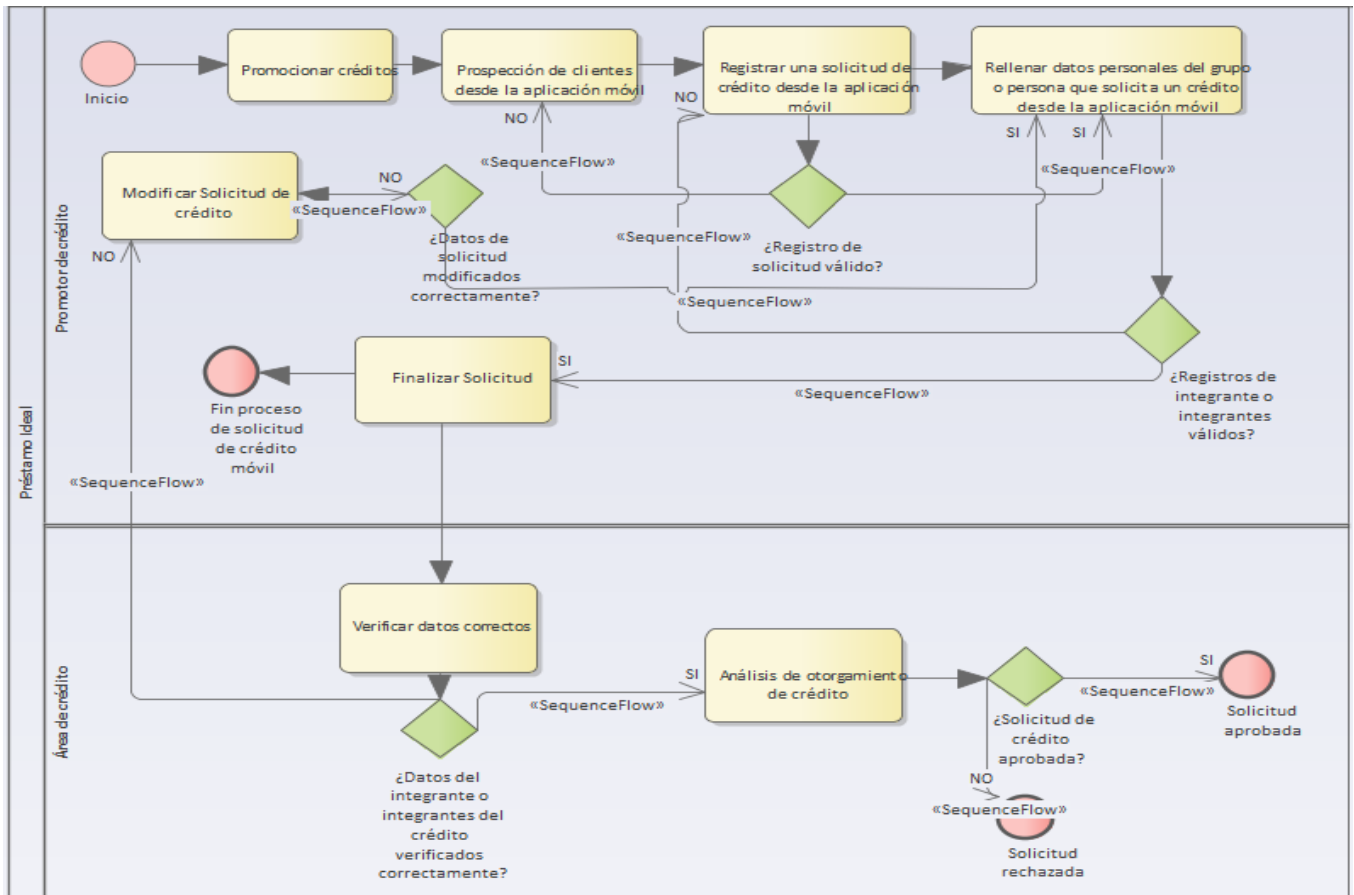 Préstamo Ideal
Promotor de crédito
Inicio
Promocionar créditos
Prospección de clientes
desde la aplicación móvil
Registrar una solicitud de
crédito desde la aplicación
móvil
Rellenar datos personales del grupo
o persona que solicita un crédito
desde la aplicación móvil
NO
NO
SI
SI
«SequenceFlow»
«SequenceFlow»
Modificar Solicitud de
crédito
NO
«SequenceFlow»
NO
¿Datos de
solicitud
modificados
correctamente?
«SequenceFlow»
¿Registro de
solicitud válido?
«SequenceFlow»
Finalizar Solicitud
SI
«SequenceFlow»
¿Registros de
integrante o
integrantes
válidos?
Fin proceso
de solicitud
de crédito
móvil
«SequenceFlow»
Área de crédito
Verificar datos correctos
¿Datos del
integrante o
integrantes del
crédito
verificados
correctamente?
«SequenceFlow»
SI
Análisis de otorgamiento
de crédito
¿Solicitud de
crédito
aprobada?
SI
«SequenceFlow»
Solicitud
aprobada
NO
«SequenceFlow»
Solicitud
rechazada